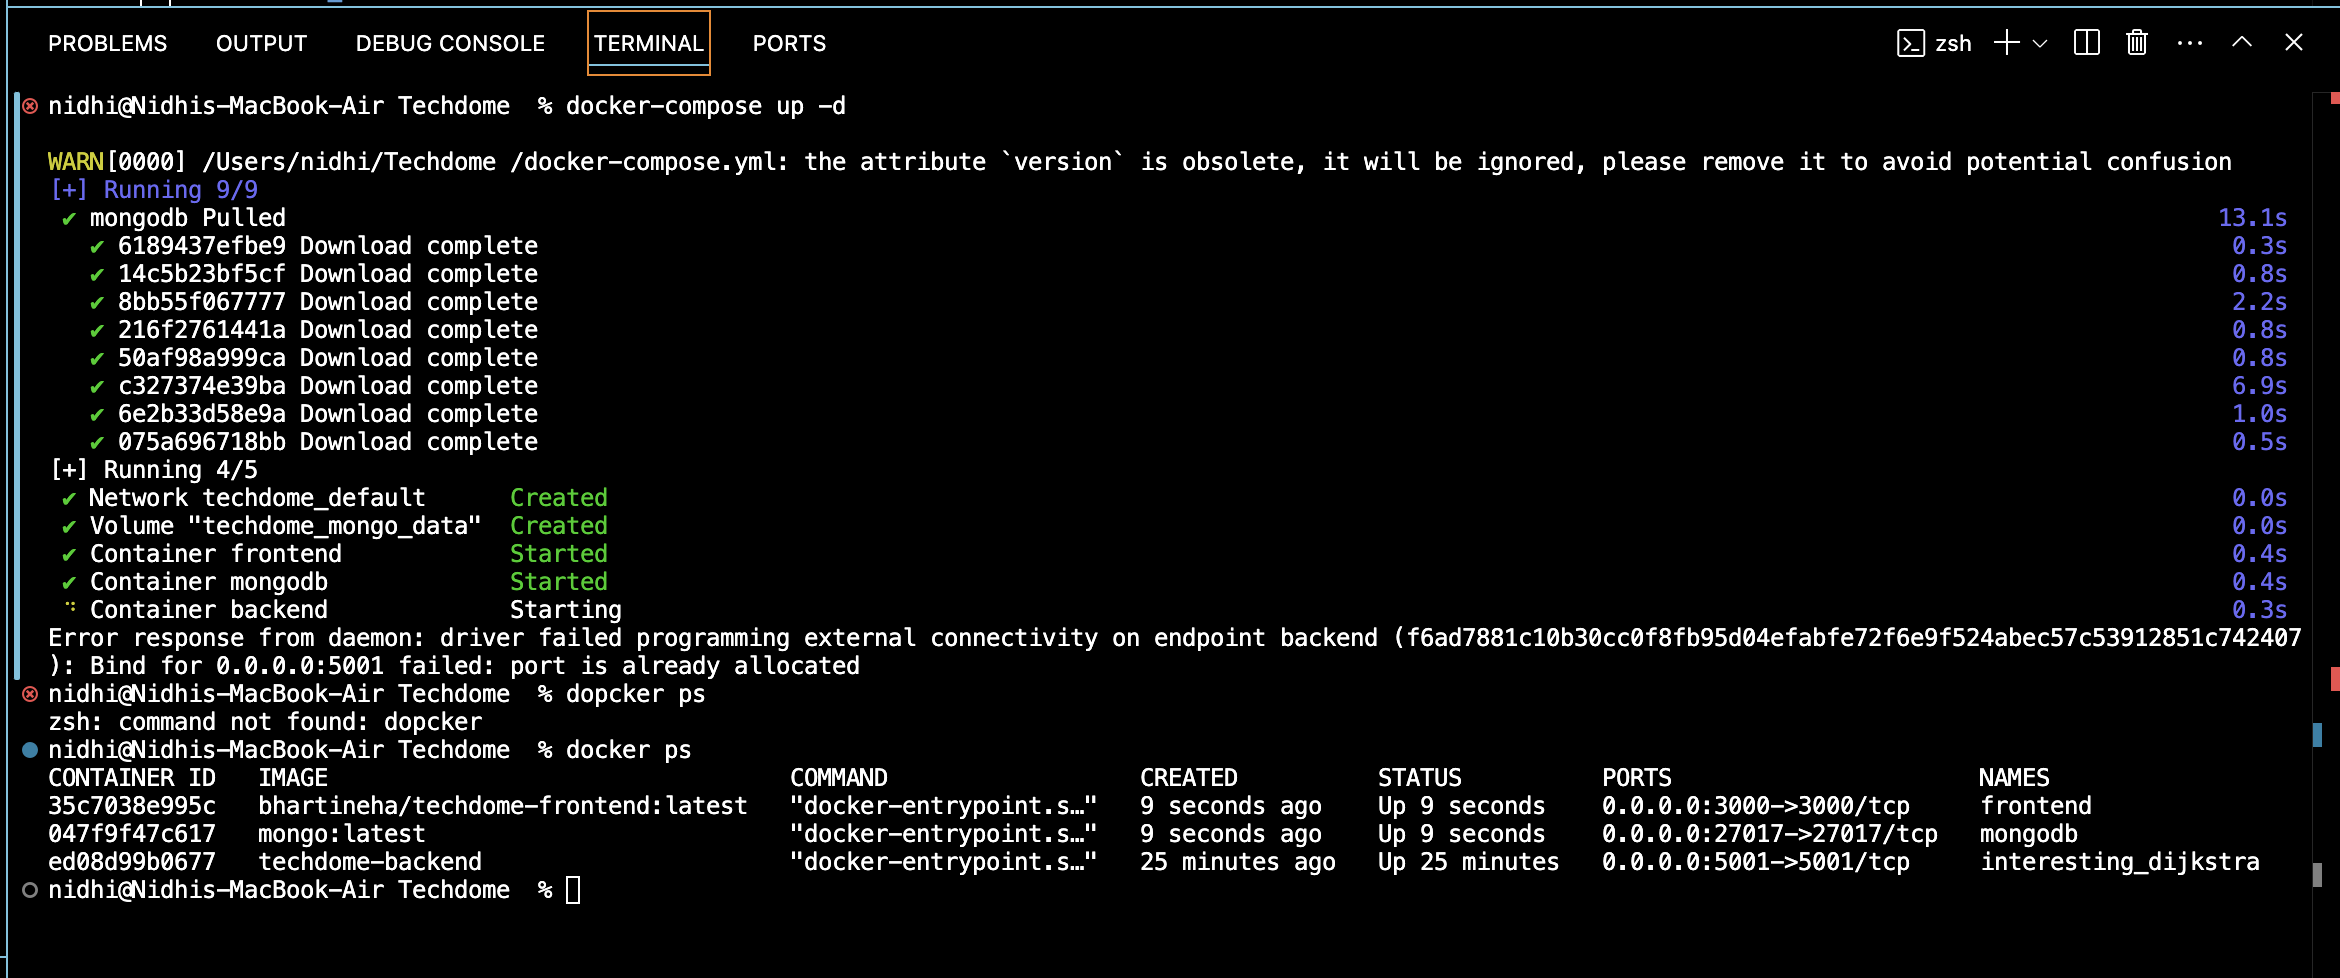 PROBLEMS OUTPUT DEBUG CONSOLE TERMINAL PORTS zsh
nidhi@Nidhis-MacBook-Air Techdome  % docker-compose up -d
WARN[0000] /Users/nidhi/Techdome /docker-compose.yml: the attribute `version` is obsolete, it will be ignored, please remove it to avoid potential confusion
[+] Running 9/9
✔ mongodb Pulled 13.1s
✔ 6189437efbe9 Download complete 0.3s
✔ 14c5b23bf5cf Download complete 0.8s
✔ 8bb55f067777 Download complete 2.2s
✔ 216f2761441a Download complete 0.8s
✔ 50af98a999ca Download complete 0.8s
✔ c327374e39ba Download complete 6.9s
✔ 6e2b33d58e9a Download complete 1.0s
✔ 075a696718bb Download complete 0.5s
[+] Running 4/5
✔ Network techdome_default Created 0.0s
✔ Volume "techdome_mongo_data" Created 0.0s
✔ Container frontend Started 0.4s
✔ Container mongodb Started 0.4s
⠙ Container backend Starting 0.3s
Error response from daemon: driver failed programming external connectivity on endpoint backend (f6ad7881c10b30cc0f8fb95d04efabfe72f6e9f524abec57c53912851c742407
): Bind for 0.0.0.0:5001 failed: port is already allocated
nidhi@Nidhis-MacBook-Air Techdome  % dopcker ps
zsh: command not found: dopcker
nidhi@Nidhis-MacBook-Air Techdome  % docker ps
CONTAINER ID IMAGE COMMAND CREATED STATUS PORTS NAMES
35c7038e995c bhartineha/techdome-frontend:latest "docker-entrypoint.s…" 9 seconds ago Up 9 seconds 0.0.0.0:3000->3000/tcp frontend
047f9f47c617 mongo:latest "docker-entrypoint.s…" 9 seconds ago Up 9 seconds 0.0.0.0:27017->27017/tcp mongodb
ed08d99b0677 techdome-backend "docker-entrypoint.s…" 25 minutes ago Up 25 minutes 0.0.0.0:5001->5001/tcp interesting_dijkstra
nidhi@Nidhis-MacBook-Air Techdome  %